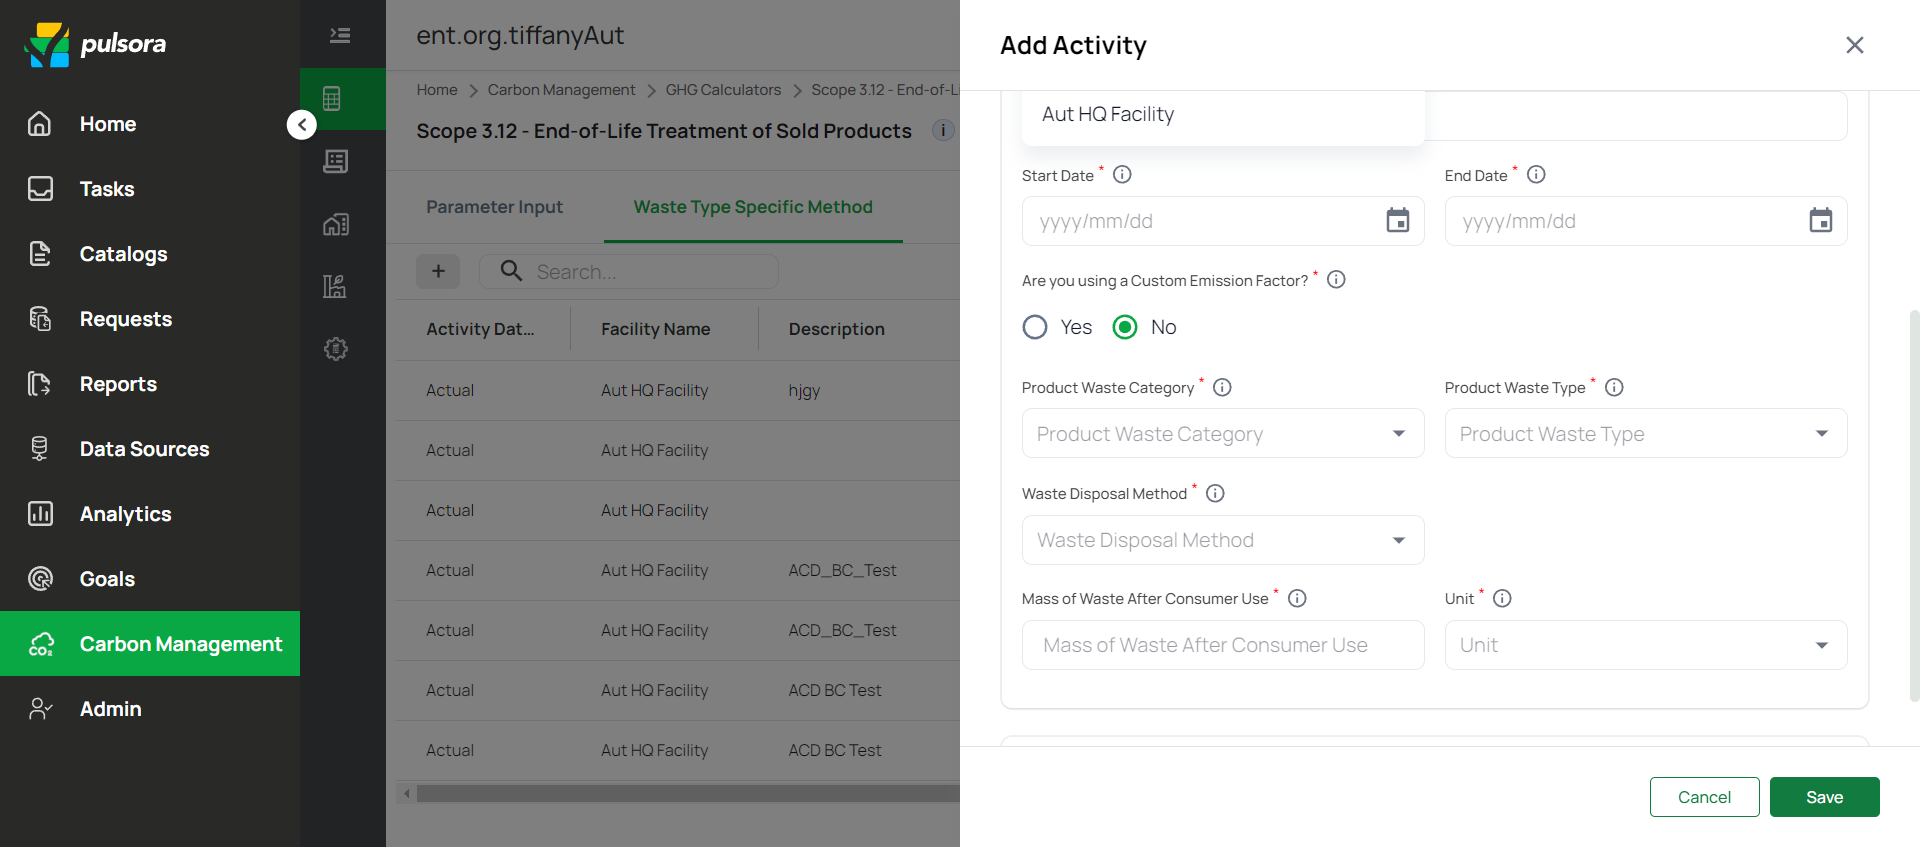 pulsora
Home
Tasks
Catalogs
Requests
Reports
Data Sources
Analytics
Goals
CO₂ Carbon Management
Admin
ent.org.tiffanyAut
Home > Carbon Management > GHG Calculators > Scope 3.12 - End-of-Li
Scope 3.12 - End-of-Life Treatment of Sold Products i
Parameter Input Waste Type Specific Method
+ Search...
Activity Dat... Facility Name Description
Actual Aut HQ Facility hjgy
Actual Aut HQ Facility
Actual Aut HQ Facility
Actual Aut HQ Facility ACD_BC_Test
Actual Aut HQ Facility ACD_BC_Test
Actual Aut HQ Facility ACD BC Test
Actual Aut HQ Facility ACD BC Test
Add Activity
Aut HQ Facility
Start Date * End Date *
yyyy/mm/dd yyyy/mm/dd
Are you using a Custom Emission Factor? *
Yes No
Product Waste Category * Product Waste Type *
Product Waste Category Product Waste Type
Waste Disposal Method *
Waste Disposal Method
Mass of Waste After Consumer Use * Unit *
Mass of Waste After Consumer Use Unit
Cancel Save